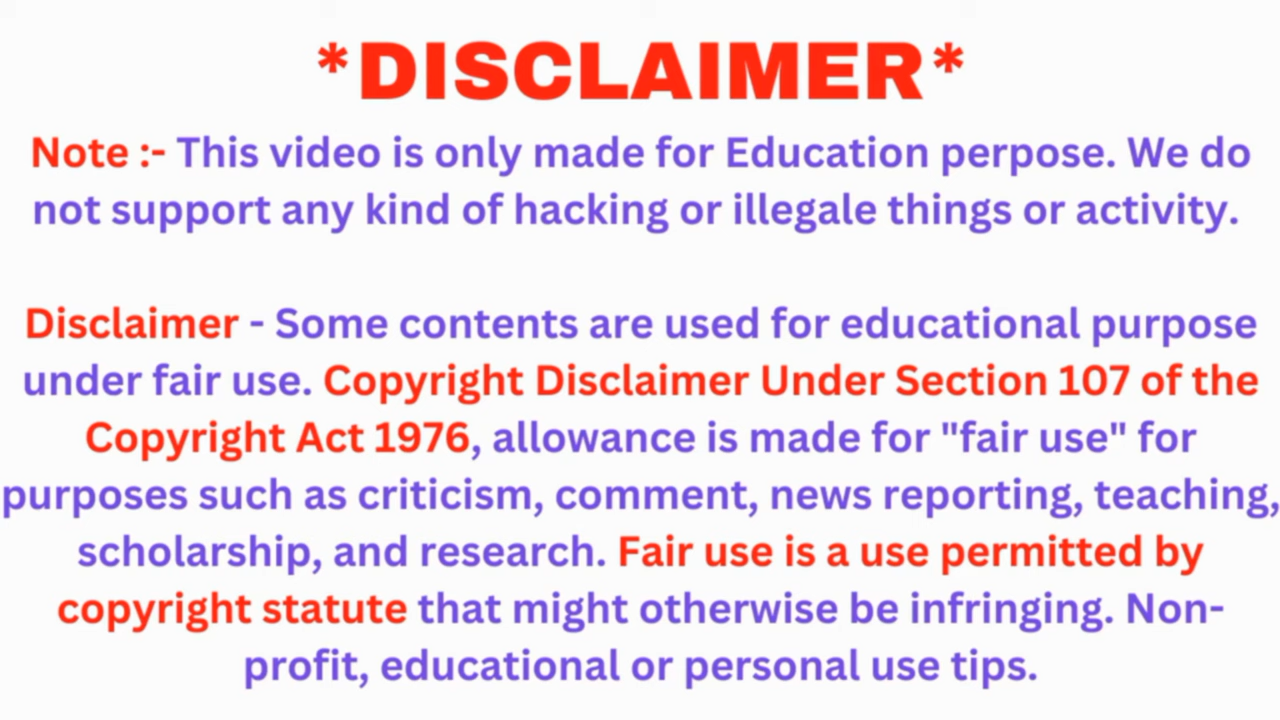 *DISCLAIMER*
Note :- This video is only made for Education perpose. We do
not support any kind of hacking or illegale things or activity.
Disclaimer - Some contents are used for educational purpose
under fair use. Copyright Disclaimer Under Section 107 of the
Copyright Act 1976, allowance is made for "fair use" for
purposes such as criticism, comment, news reporting, teaching,
scholarship, and research. Fair use is a use permitted by
copyright statute that might otherwise be infringing. Non-
profit, educational or personal use tips.